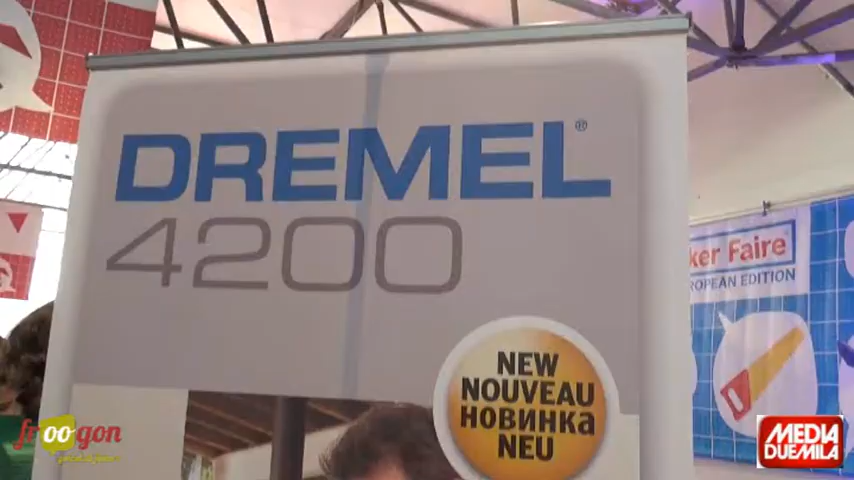 DREMEL®
4200
NEW
NOUVEAU
НОВИНКА
NEU
ker Faire
ROPEAN EDITION
froogon
MEDIA
DUEMILA